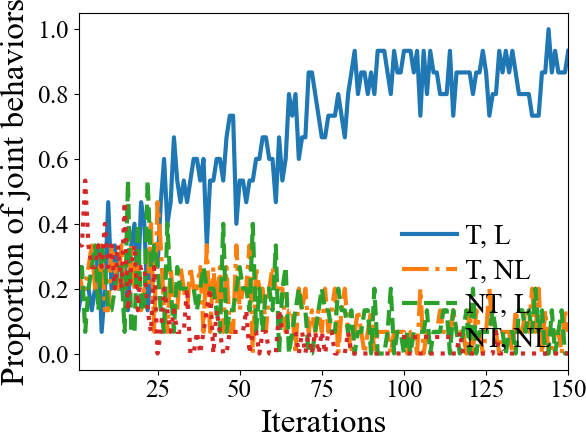 Proportion of joint behaviors
1.0
0.8
0.6
0.4
0.2
0.0
T, L
T, NL
NT, L
NT, NL
25
50
75
100
125
150
Iterations